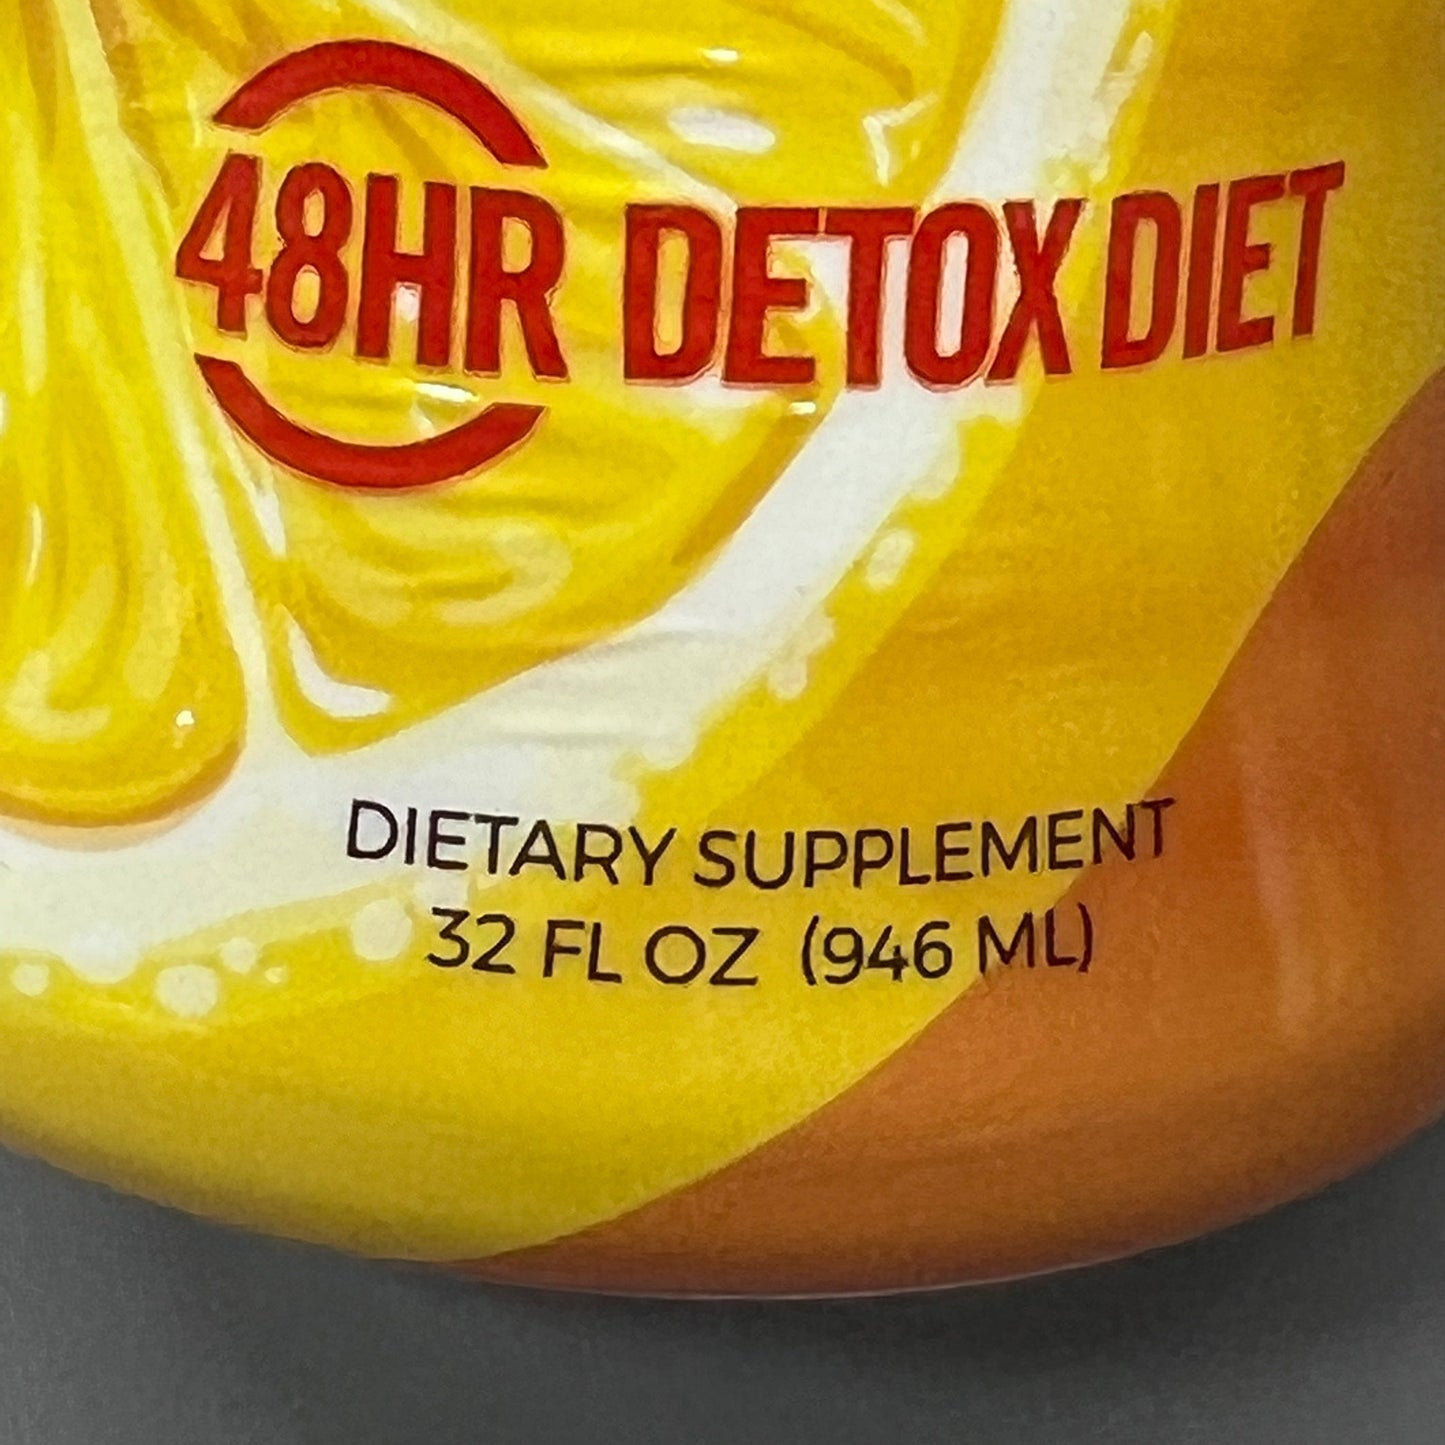 48HR DETOX DIET
DIETARY SUPPLEMENT
32 FL OZ (946 ML)